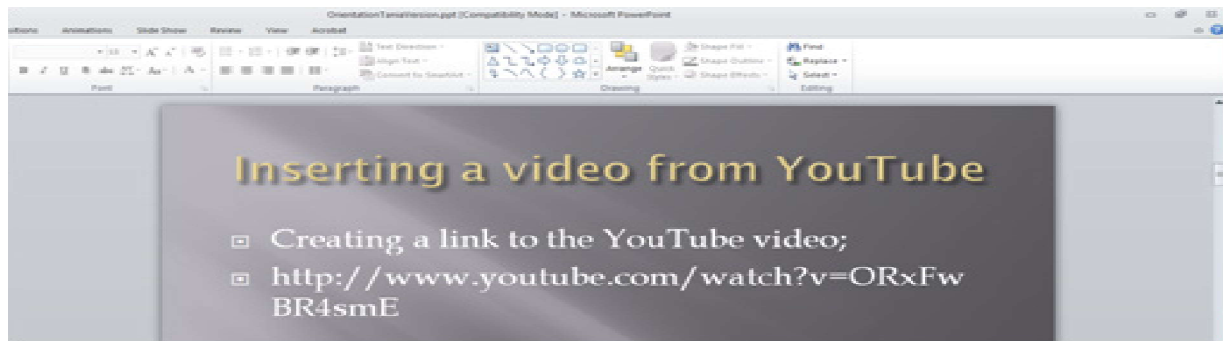 OrientationTamaVersion.ppt [Compatibility Mode] - Microsoft PowerPoint
Animations Slide Show Review View Acrobat
Text Direction Shape Fill Find
Align Text Arrange Quick Styles Shape Outline Replace
Convert to SmartArt Shape Effects Select
Font Paragraph Drawing Editing
Inserting a video from YouTube
Creating a link to the YouTube video;
http://www.youtube.com/watch?v=ORxFw
BR4smE